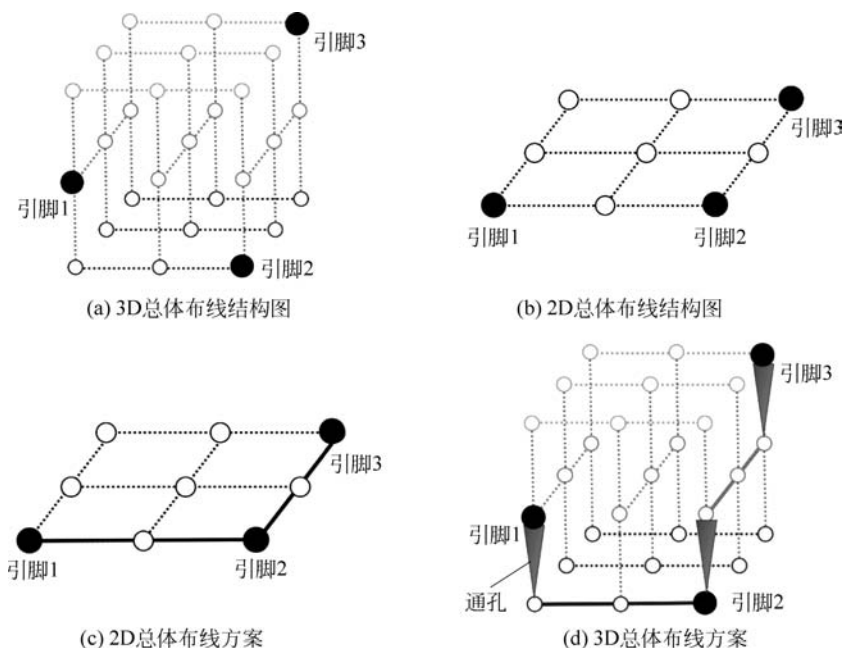 引脚3
引脚1
引脚2
(a) 3D总体布线结构图
引脚3
引脚1
引脚2
(b) 2D总体布线结构图
引脚3
引脚1
引脚2
(c) 2D总体布线方案
引脚3
引脚1
通孔
引脚2
(d) 3D总体布线方案